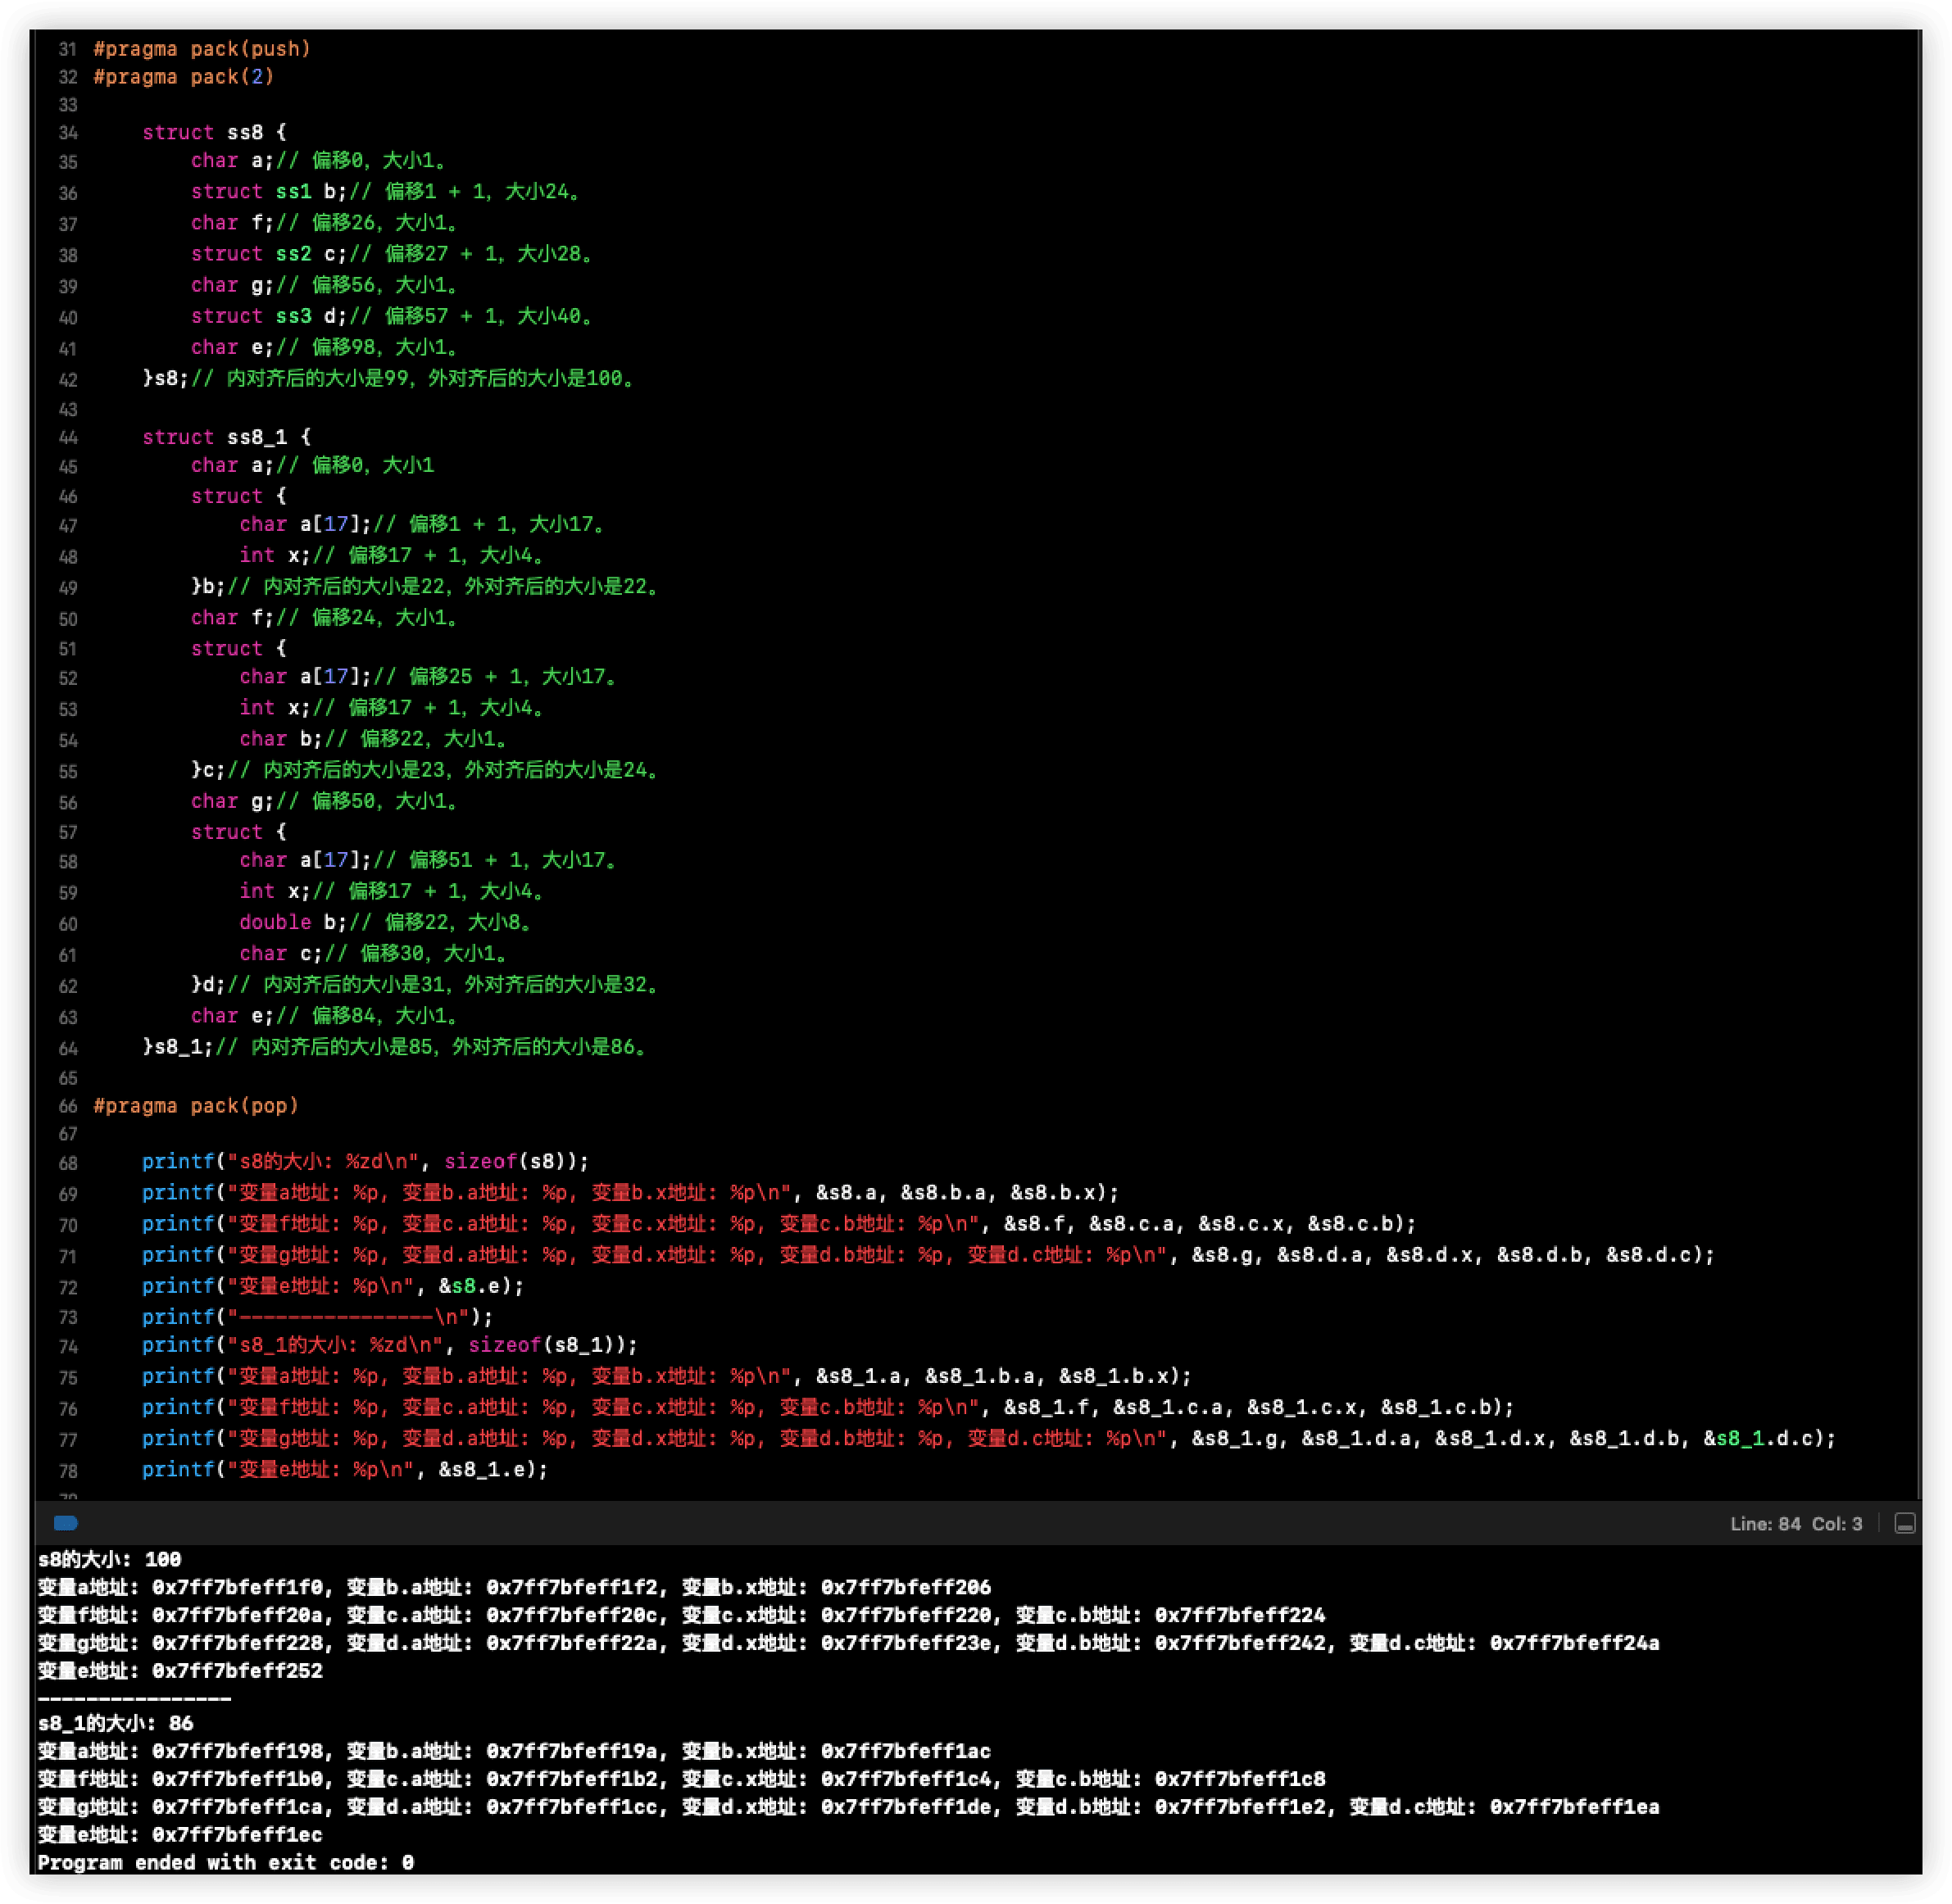 31 #pragma pack(push)
32 #pragma pack(2)
33
34 struct ss8 {
35 char a;// 偏移0，大小1。
36 struct ss1 b;// 偏移1 + 1，大小24。
37 char f;// 偏移26，大小1。
38 struct ss2 c;// 偏移27 + 1，大小28。
39 char g;// 偏移56，大小1。
40 struct ss3 d;// 偏移57 + 1，大小40。
41 char e;// 偏移98，大小1。
42 }s8;// 内对齐后的大小是99，外对齐后的大小是100。
43
44 struct ss8_1 {
45 char a;// 偏移0，大小1
46 struct {
47 char a[17];// 偏移1 + 1，大小17。
48 int x;// 偏移17 + 1，大小4。
49 }b;// 内对齐后的大小是22，外对齐后的大小是22。
50 char f;// 偏移24，大小1。
51 struct {
52 char a[17];// 偏移25 + 1，大小17。
53 int x;// 偏移17 + 1，大小4。
54 char b;// 偏移22，大小1。
55 }c;// 内对齐后的大小是23，外对齐后的大小是24。
56 char g;// 偏移50，大小1。
57 struct {
58 char a[17];// 偏移51 + 1，大小17。
59 int x;// 偏移17 + 1，大小4。
60 double b;// 偏移22，大小8。
61 char c;// 偏移30，大小1。
62 }d;// 内对齐后的大小是31，外对齐后的大小是32。
63 char e;// 偏移84，大小1。
64 }s8_1;// 内对齐后的大小是85，外对齐后的大小是86。
65
66 #pragma pack(pop)
67
68 printf("s8的大小: %zd\n", sizeof(s8));
69 printf("变量a地址: %p, 变量b.a地址: %p, 变量b.x地址: %p\n", &s8.a, &s8.b.a, &s8.b.x);
70 printf("变量f地址: %p, 变量c.a地址: %p, 变量c.x地址: %p, 变量c.b地址: %p\n", &s8.f, &s8.c.a, &s8.c.x, &s8.c.b);
71 printf("变量g地址: %p, 变量d.a地址: %p, 变量d.x地址: %p, 变量d.b地址: %p, 变量d.c地址: %p\n", &s8.g, &s8.d.a, &s8.d.x, &s8.d.b, &s8.d.c);
72 printf("变量e地址: %p\n", &s8.e);
73 printf("----------------\n");
74 printf("s8_1的大小: %zd\n", sizeof(s8_1));
75 printf("变量a地址: %p, 变量b.a地址: %p, 变量b.x地址: %p\n", &s8_1.a, &s8_1.b.a, &s8_1.b.x);
76 printf("变量f地址: %p, 变量c.a地址: %p, 变量c.x地址: %p, 变量c.b地址: %p\n", &s8_1.f, &s8_1.c.a, &s8_1.c.x, &s8_1.c.b);
77 printf("变量g地址: %p, 变量d.a地址: %p, 变量d.x地址: %p, 变量d.b地址: %p, 变量d.c地址: %p\n", &s8_1.g, &s8_1.d.a, &s8_1.d.x, &s8_1.d.b, &s8_1.d.c);
78 printf("变量e地址: %p\n", &s8_1.e);
Line: 84 Col: 3
s8的大小: 100
变量a地址: 0x7ff7bfeff1f0, 变量b.a地址: 0x7ff7bfeff1f2, 变量b.x地址: 0x7ff7bfeff206
变量f地址: 0x7ff7bfeff20a, 变量c.a地址: 0x7ff7bfeff20c, 变量c.x地址: 0x7ff7bfeff220, 变量c.b地址: 0x7ff7bfeff224
变量g地址: 0x7ff7bfeff228, 变量d.a地址: 0x7ff7bfeff22a, 变量d.x地址: 0x7ff7bfeff23e, 变量d.b地址: 0x7ff7bfeff242, 变量d.c地址: 0x7ff7bfeff24a
变量e地址: 0x7ff7bfeff252
----------------
s8_1的大小: 86
变量a地址: 0x7ff7bfeff198, 变量b.a地址: 0x7ff7bfeff19a, 变量b.x地址: 0x7ff7bfeff1ac
变量f地址: 0x7ff7bfeff1b0, 变量c.a地址: 0x7ff7bfeff1b2, 变量c.x地址: 0x7ff7bfeff1c4, 变量c.b地址: 0x7ff7bfeff1c8
变量g地址: 0x7ff7bfeff1ca, 变量d.a地址: 0x7ff7bfeff1cc, 变量d.x地址: 0x7ff7bfeff1de, 变量d.b地址: 0x7ff7bfeff1e2, 变量d.c地址: 0x7ff7bfeff1ea
变量e地址: 0x7ff7bfeff1ec
Program ended with exit code: 0